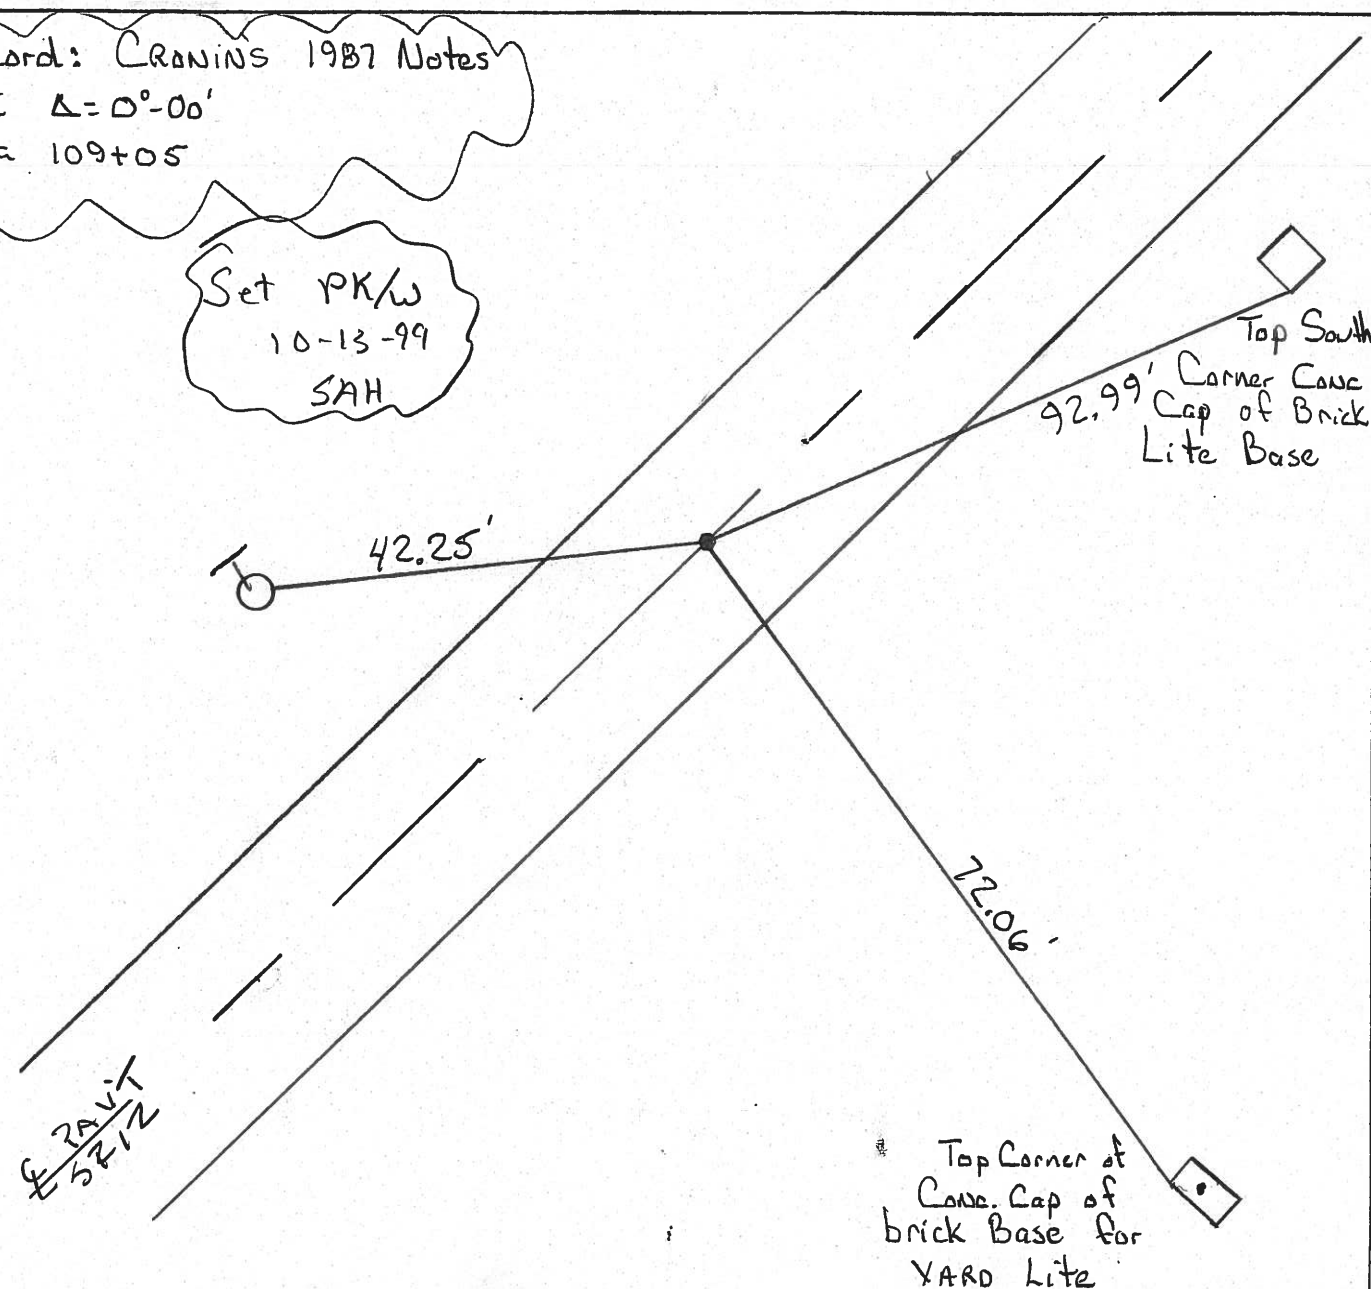 ord: CRONINS 1987 Notes
Δ=0°-00'
109+05
Set PK/W
10-13-99
SAH
Top South
Corner Conc
Cap of Brick
Lite Base
92.99'
42.25'
72.06'
℄ PAV'T
SR12
Top Corner of
Conc. Cap of
brick Base for
YARD Lite